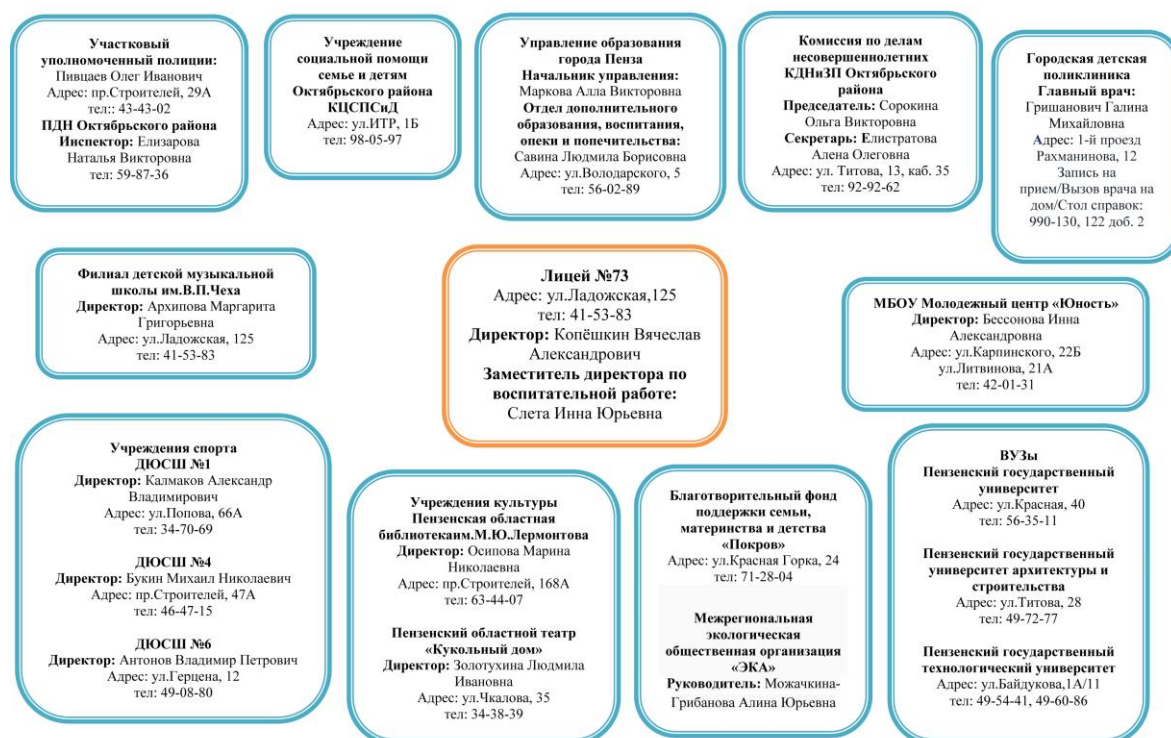 Участковый
уполномоченный полиции:
Пивцаев Олег Иванович
Адрес: пр.Строителей, 29А
тел:: 43-43-02
ПДН Октябрьского района
Инспектор: Елизарова
Наталья Викторовна
тел: 59-87-36
Учреждение
социальной помощи
семье и детям
Октябрьского района
КЦСПСиД
Адрес: ул.ИТР, 1Б
тел: 98-05-97
Управление образования
города Пенза
Начальник управления:
Маркова Алла Викторовна
Отдел дополнительного
образования, воспитания,
опеки и попечительства:
Савина Людмила Борисовна
Адрес: ул.Володарского, 5
тел: 56-02-89
Комиссия по делам
несовершеннолетних
КДНиЗП Октябрьского
района
Председатель: Сорокина
Ольга Викторовна
Секретарь: Елистратова
Алена Олеговна
Адрес: ул. Титова, 13, каб. 35
тел: 92-92-62
Городская детская
поликлиника
Главный врач:
Гришанович Галина
Михайловна
Адрес: 1-й проезд
Рахманинова, 12
Запись на
прием/Вызов врача на
дом/Стол справок:
990-130, 122 доб. 2
Филиал детской музыкальной
школы им.В.П.Чеха
Директор: Архипова Маргарита
Григорьевна
Адрес: ул.Ладожская, 125
тел: 41-53-83
Лицей №73
Адрес: ул.Ладожская,125
тел: 41-53-83
Директор: Копёшкин Вячеслав
Александрович
Заместитель директора по
воспитательной работе:
Слета Инна Юрьевна
МБОУ Молодежный центр «Юность»
Директор: Бессонова Инна
Александровна
Адрес: ул.Карпинского, 22Б
ул.Литвинова, 21А
тел: 42-01-31
Учреждения спорта
ДЮСШ №1
Директор: Калмаков Александр
Владимирович
Адрес: ул.Попова, 66А
тел: 34-70-69
ДЮСШ №4
Директор: Букин Михаил Николаевич
Адрес: пр.Строителей, 47А
тел: 46-47-15
ДЮСШ №6
Директор: Антонов Владимир Петрович
Адрес: ул.Герцена, 12
тел: 49-08-80
Учреждения культуры
Пензенская областная
библиотекаим.М.Ю.Лермонтова
Директор: Осипова Марина
Николаевна
Адрес: пр.Строителей, 168А
тел: 63-44-07
Пензенский областной театр
«Кукольный дом»
Директор: Золотухина Людмила
Ивановна
Адрес: ул.Чкалова, 35
тел: 34-38-39
Благотворительный фонд
поддержки семьи,
материнства и детства
«Покров»
Адрес: ул.Красная Горка, 24
тел: 71-28-04
Межрегиональная
экологическая
общественная организация
«ЭКА»
Руководитель: Можачкина-
Грибанова Алина Юрьевна
ВУЗы
Пензенский государственный
университет
Адрес: ул.Красная, 40
тел: 56-35-11
Пензенский государственный
университет архитектуры и
строительства
Адрес: ул.Титова, 28
тел: 49-72-77
Пензенский государственный
технологический университет
Адрес: ул.Байдукова,1А/11
тел: 49-54-41, 49-60-86